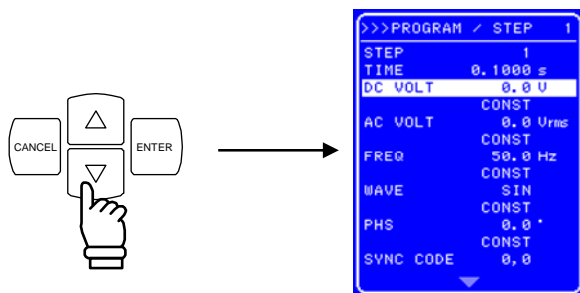 CANCEL
ENTER
>>>PROGRAM / STEP 1
STEP 1
TIME 0.1000 s
DC VOLT 0.0 V
CONST
AC VOLT 0.0 Vrms
CONST
FREQ 50.0 Hz
CONST
WAVE SIN
CONST
PHS 0.0 °
CONST
SYNC CODE 0,0